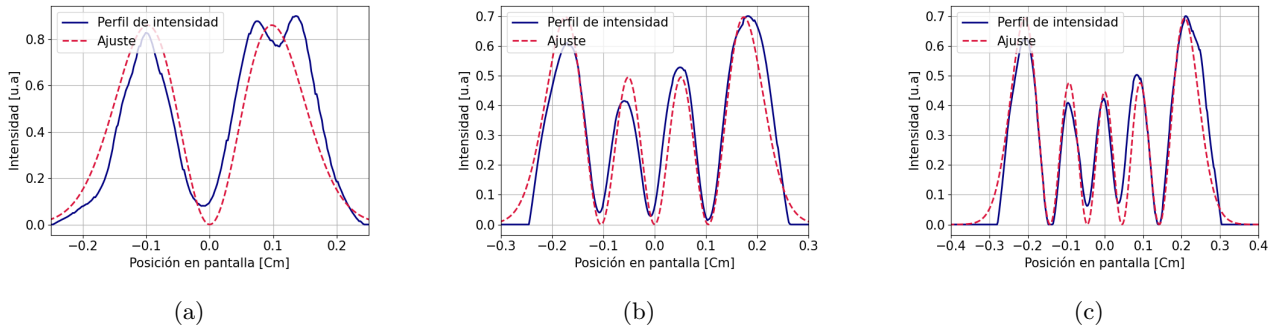 Perfil de intensidad
Ajuste
Intensidad [u.a]
0.8
0.6
0.4
0.2
0.0
−0.2 −0.1 0.0 0.1 0.2
Posición en pantalla [Cm]
(a)
Perfil de intensidad
Ajuste
Intensidad [u.a]
0.7
0.6
0.5
0.4
0.3
0.2
0.1
0.0
−0.3 −0.2 −0.1 0.0 0.1 0.2 0.3
Posición en pantalla [Cm]
(b)
Perfil de intensidad
Ajuste
Intensidad [u.a]
0.7
0.6
0.5
0.4
0.3
0.2
0.1
0.0
−0.4 −0.3 −0.2 −0.1 0.0 0.1 0.2 0.3 0.4
Posición en pantalla [Cm]
(c)